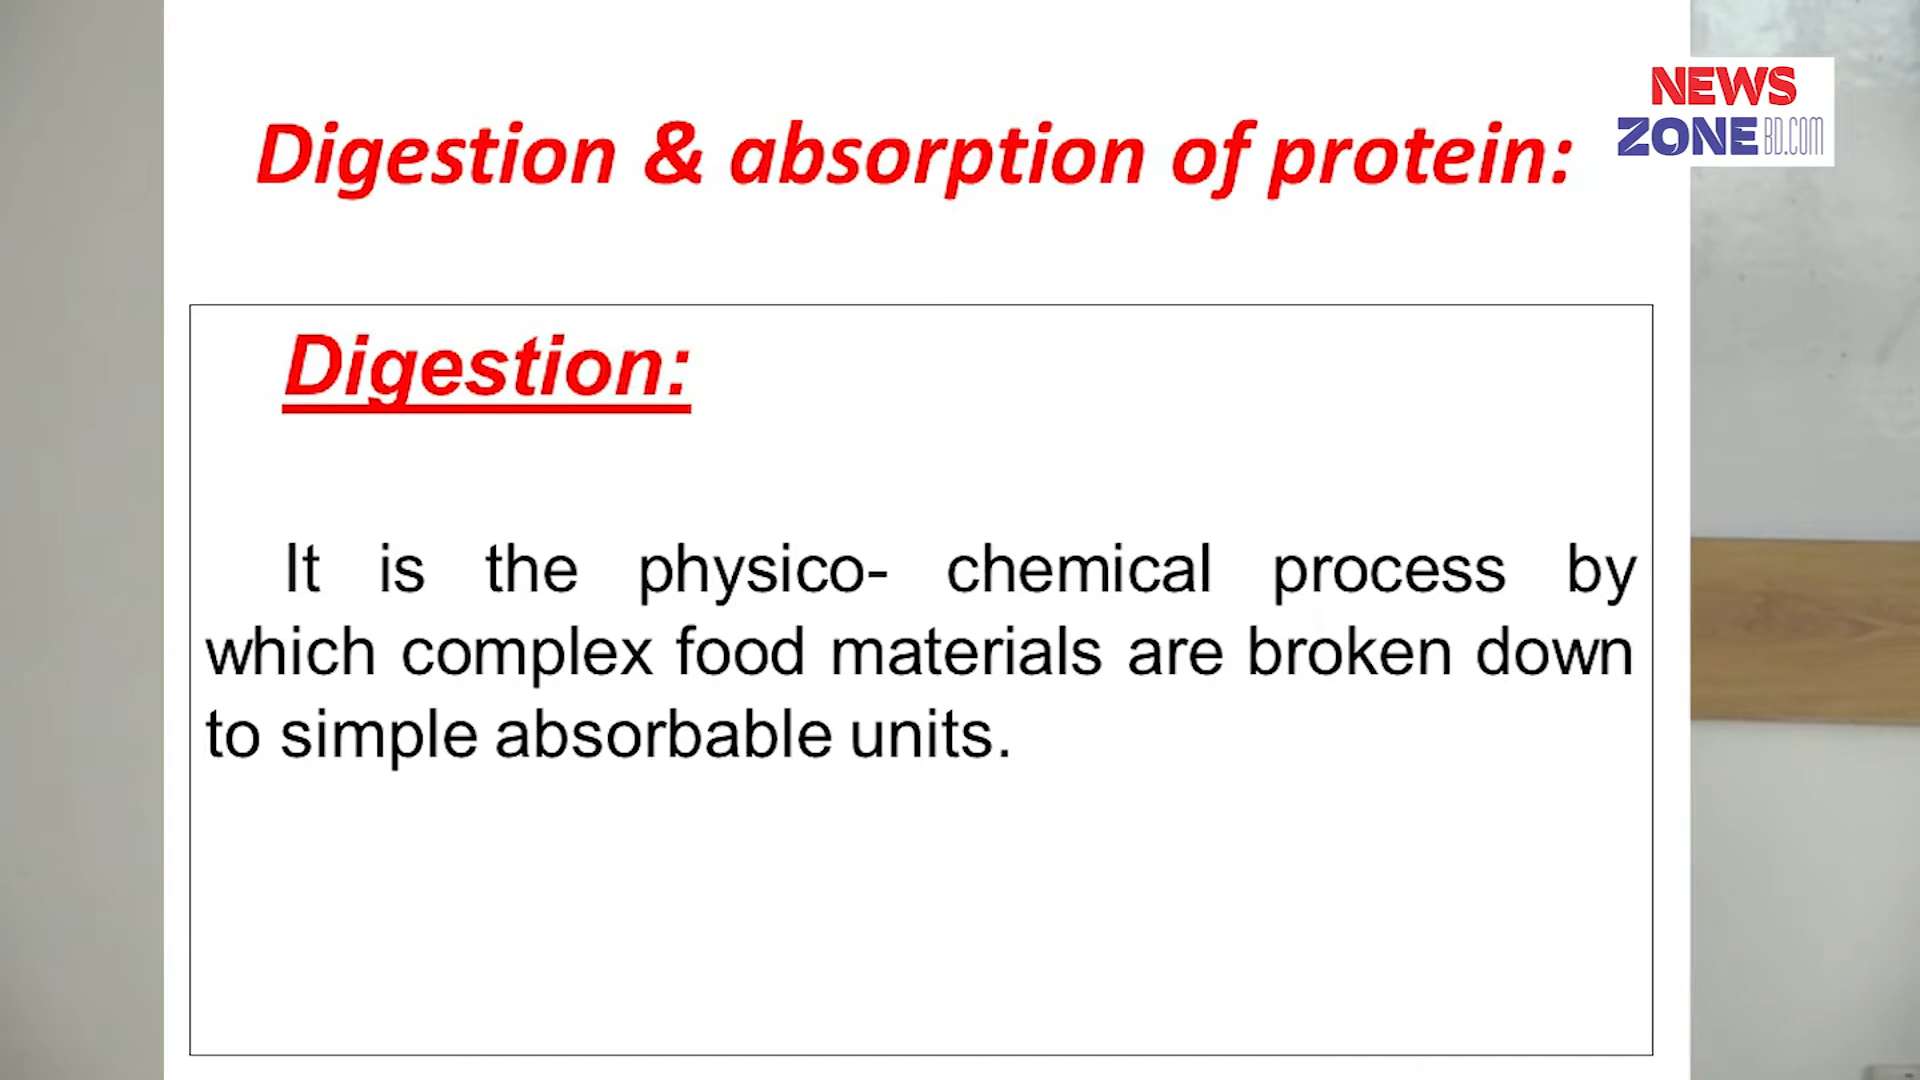 NEWS
ZONE BD.COM
Digestion & absorption of protein:
Digestion:
It is the physico- chemical process by
which complex food materials are broken down
to simple absorbable units.